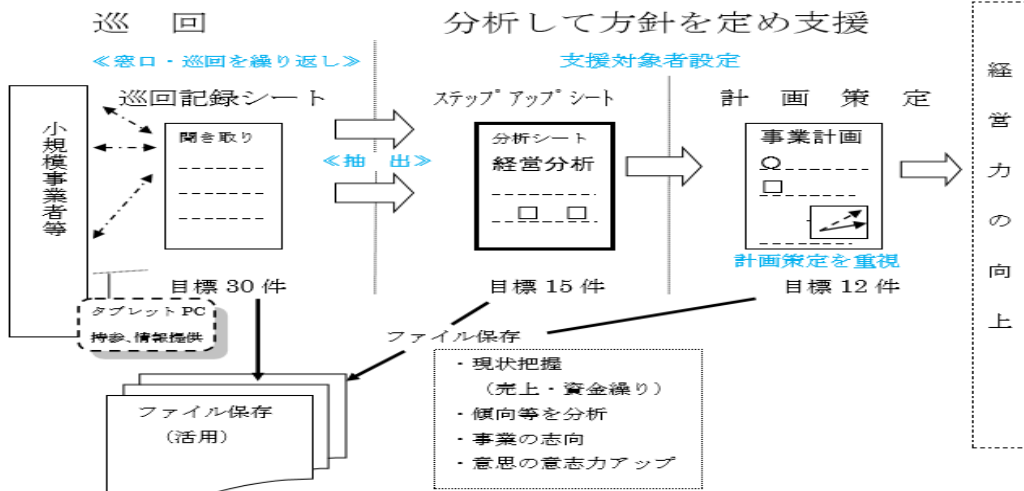 巡 回
分析して方針を定め支援
≪窓口・巡回を繰り返し≫
支援対象者設定
小規模事業者等
巡回記録シート
聞き取り
≪抽 出≫
ステップアップシート
分析シート
経営分析
計 画 策 定
事業計画
計画策定を重視
経営力の向上
目標 30 件
目標 15 件
目標 12 件
タブレット PC
持参、情報提供
ファイル保存
ファイル保存
(活用)
・現状把握
(売上・資金繰り)
・傾向等を分析
・事業の志向
・意思の意志力アップ